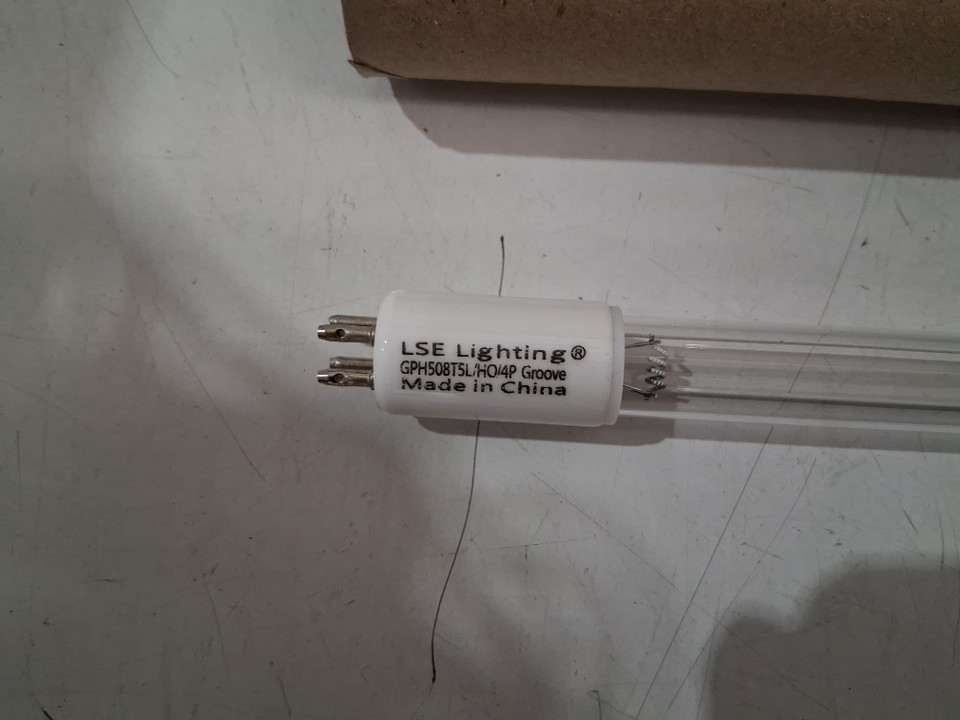 LSE Lighting®
GPH508T5L/HO/4P Groove
Made in China